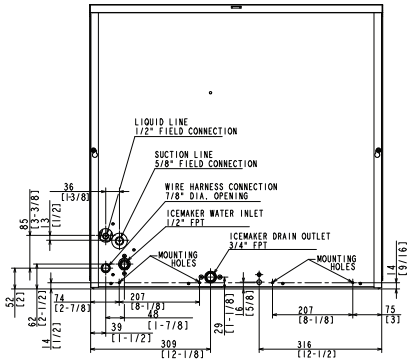 LIQUID LINE
1/2" FIELD CONNECTION
SUCTION LINE
5/8" FIELD CONNECTION
36
[1-3/8]
WIRE HARNESS CONNECTION
7/8" DIA. OPENING
ICEMAKER WATER INLET
1/2" FPT
ICEMAKER DRAIN OUTLET
3/4" FPT
85
[3-3/8]
13
[1/2]
MOUNTING
HOLES
MOUNTING
HOLES
14
[9/16]
52
[2]
62
[2-1/2]
14
[1/2]
74
[2-7/8]
207
[8-1/8]
48
[1-7/8]
39
[1-1/2]
29
[1-1/8]
16
[5/8]
207
[8-1/8]
75
[3]
309
[12-1/8]
316
[12-1/2]